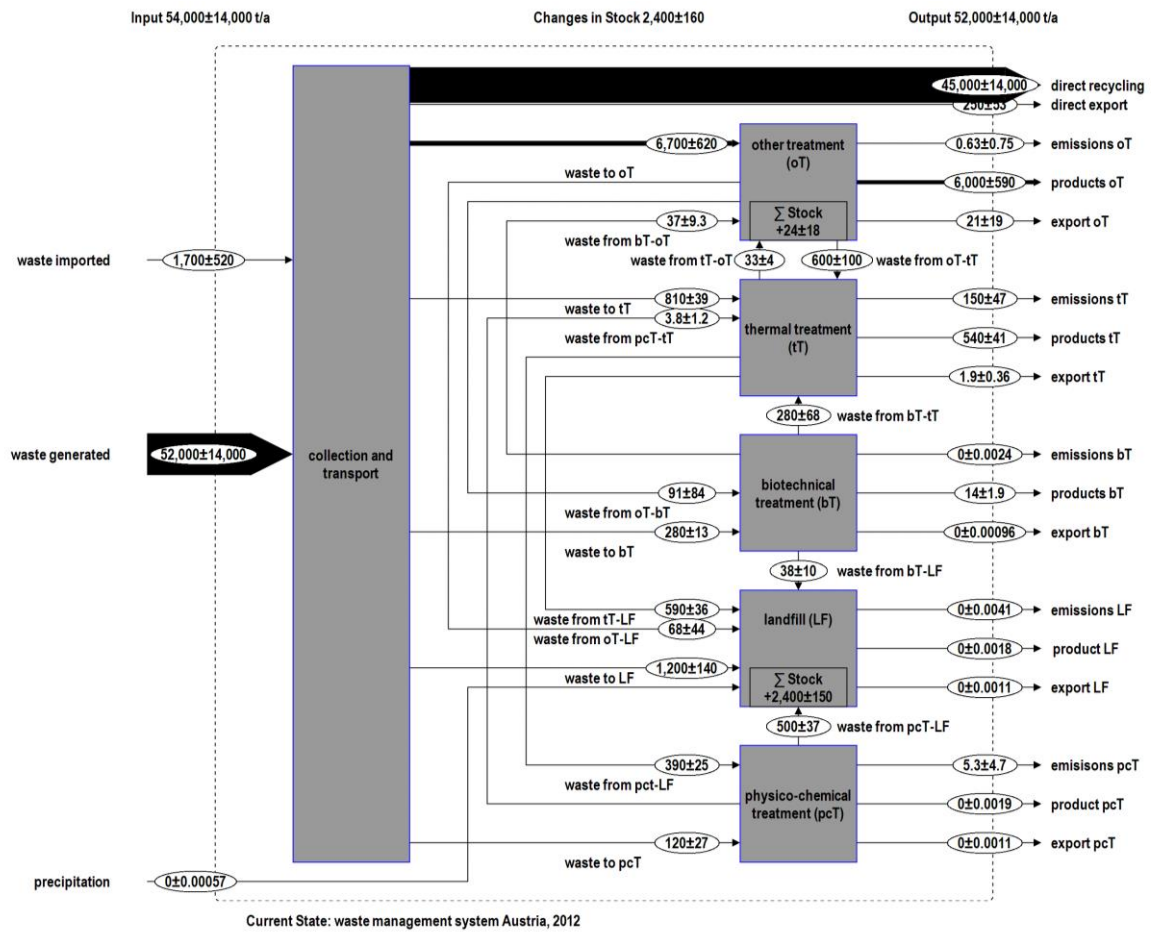 Input 54,000±14,000 t/a
Changes in Stock 2,400±160
Output 52,000±14,000 t/a
45,000±14,000
direct recycling
250±53
direct export
6,700±620
other treatment
(oT)
0.63±0.75
emissions oT
waste to oT
6,000±590
products oT
37±9.3
∑ Stock
+24±18
21±19
export oT
waste from bT-oT
waste imported
1,700±520
waste from tT-oT
33±4
600±100
waste from oT-tT
810±39
150±47
emissions tT
waste to tT
3.8±1.2
thermal treatment
(tT)
540±41
products tT
waste from pcT-tT
1.9±0.36
export tT
280±68
waste from bT-tT
waste generated
52,000±14,000
collection and
transport
0±0.0024
emissions bT
91±84
biotechnical
treatment (bT)
14±1.9
products bT
waste from oT-bT
280±13
0±0.00096
export bT
waste to bT
38±10
waste from bT-LF
590±36
landfill (LF)
0±0.0041
emissions LF
waste from tT-LF
68±44
waste from oT-LF
0±0.0018
product LF
1,200±140
waste to LF
∑ Stock
+2,400±150
0±0.0011
export LF
500±37
waste from pcT-LF
390±25
5.3±4.7
emisisons pcT
waste from pct-LF
physico-chemical
treatment (pcT)
0±0.0019
product pcT
120±27
0±0.0011
export pcT
waste to pcT
precipitation
0±0.00057
Current State: waste management system Austria, 2012